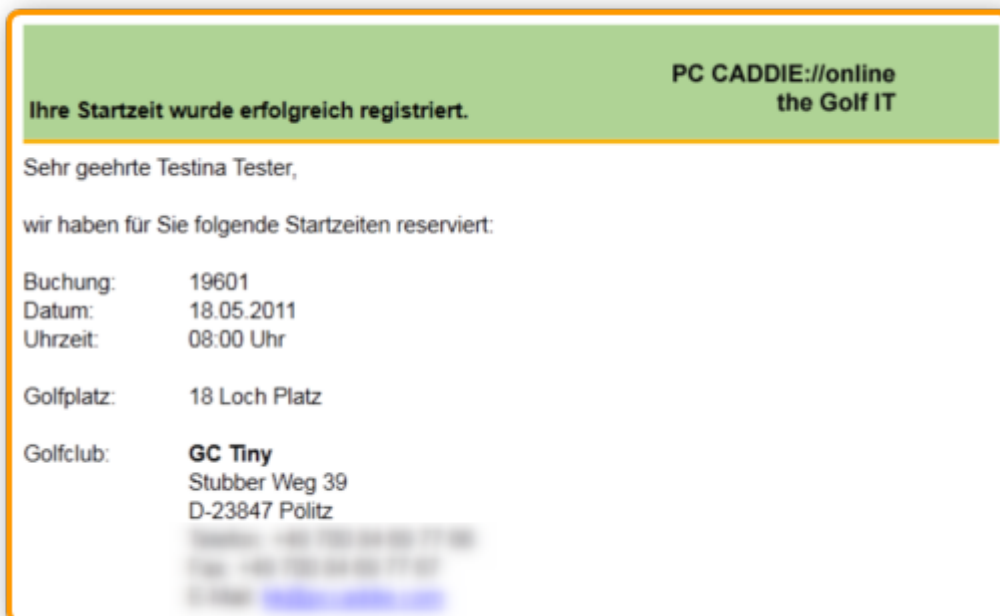 PC CADDIE://online
the Golf IT
Ihre Startzeit wurde erfolgreich registriert.
Sehr geehrte Testina Tester,
wir haben für Sie folgende Startzeiten reserviert:
Buchung: 19601
Datum: 18.05.2011
Uhrzeit: 08:00 Uhr
Golfplatz: 18 Loch Platz
Golfclub: GC Tiny
Stubber Weg 39
D-23847 Pölitz